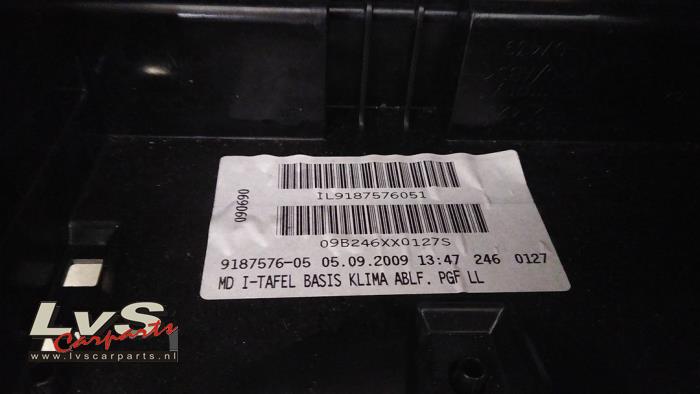 IL9187576051
090690
09B246XX0127S
9187576-05 05.09.2009 13:47 246 0127
MD I-TAFEL BASIS KLIMA ABLF. PGF LL
LvS
Carparts
www.lvscarparts.nl